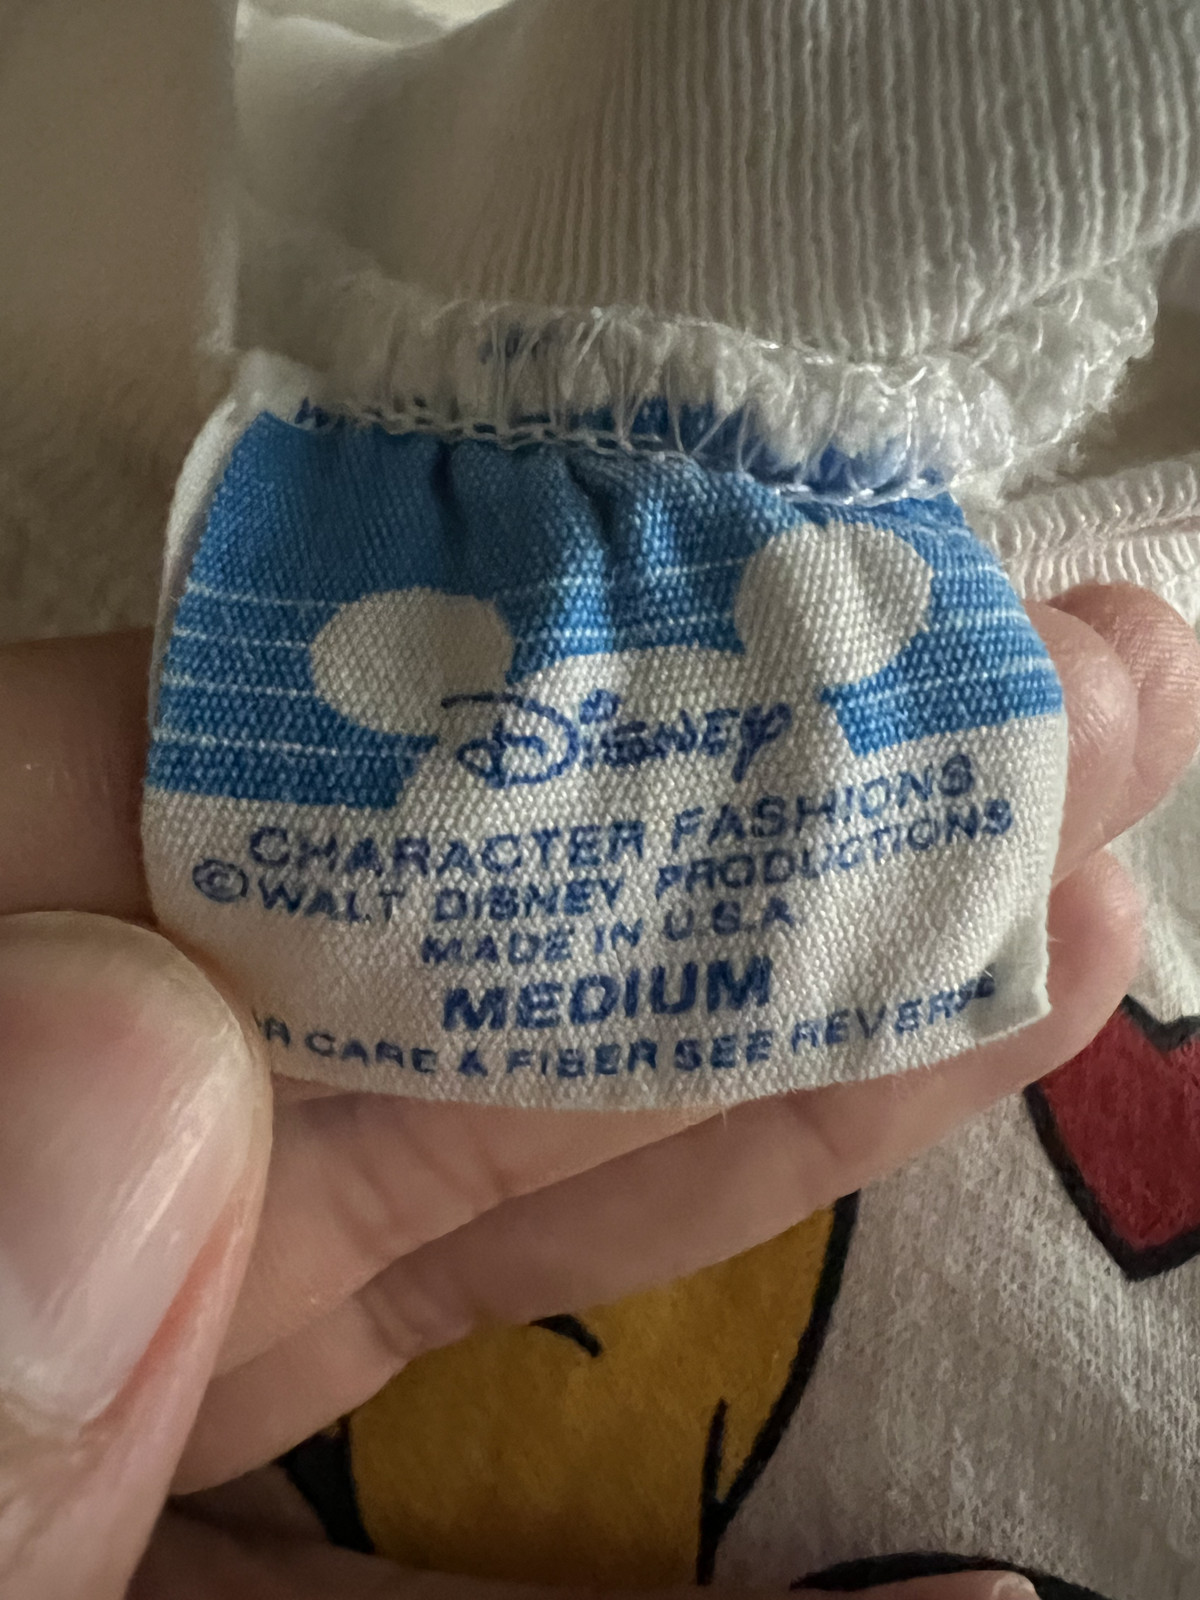 Disney
CHARACTER FASHIONS
©WALT DISNEY PRODUCTIONS
MADE IN U.S.A
MEDIUM
R CARE & FIBER SEE REVERSE